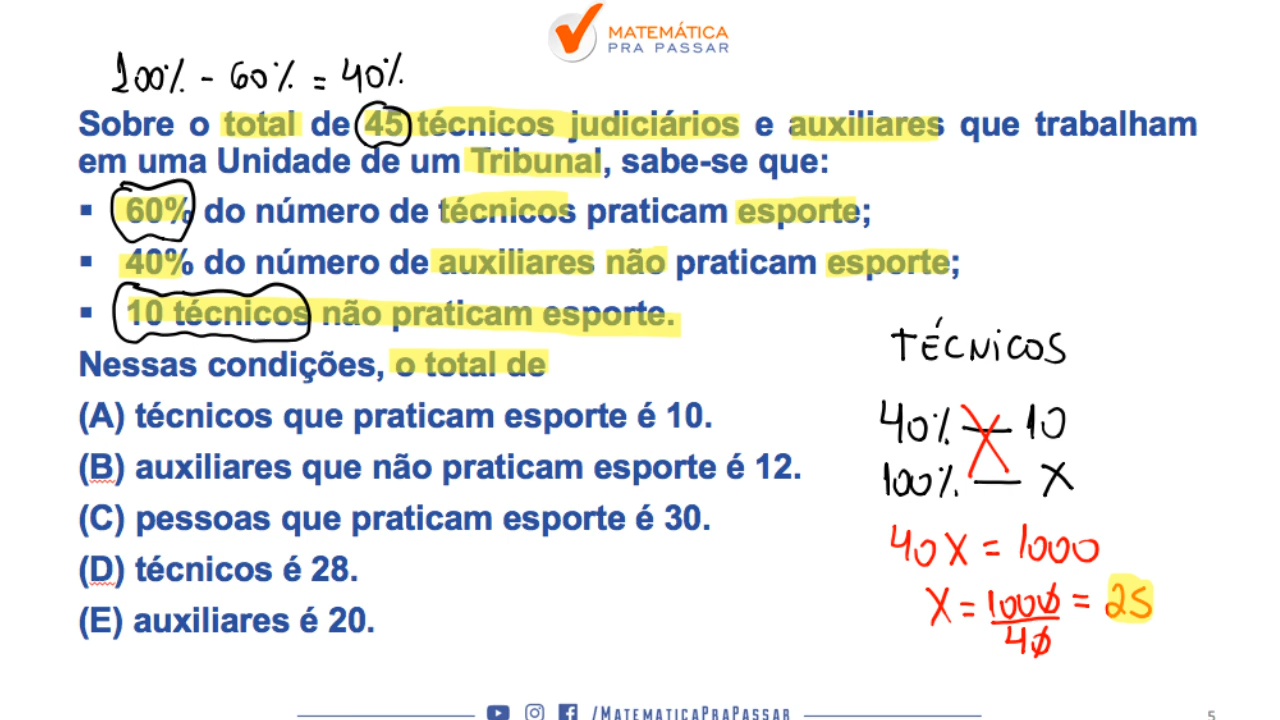 MATEMÁTICA
PRA PASSAR
100% - 60% = 40%
Sobre o total de 45 técnicos judiciários e auxiliares que trabalham
em uma Unidade de um Tribunal, sabe-se que:
▪ 60% do número de técnicos praticam esporte;
▪ 40% do número de auxiliares não praticam esporte;
▪ 10 técnicos não praticam esporte.
Nessas condições, o total de
(A) técnicos que praticam esporte é 10.
(B) auxiliares que não praticam esporte é 12.
(C) pessoas que praticam esporte é 30.
(D) técnicos é 28.
(E) auxiliares é 20.
TÉCNICOS
40% — 10
100% — X
40X = 1000
X = 1000/40 = 25
/MATEMATICAPRAPASSAR
5